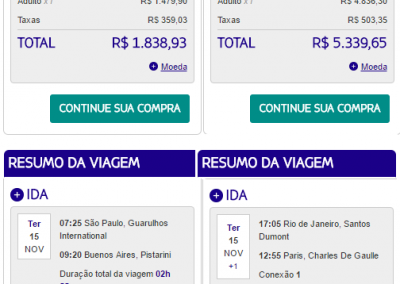 Adulto x 1 R$ 1.479,90
Taxas R$ 359,03
TOTAL R$ 1.838,93
Moeda
CONTINUE SUA COMPRA
RESUMO DA VIAGEM
IDA
Ter
15
NOV
07:25 São Paulo, Guarulhos
International
09:20 Buenos Aires, Pistarini
Duração total da viagem 02h
Adulto x 1 R$ 4.836,30
Taxas R$ 503,35
TOTAL R$ 5.339,65
Moeda
CONTINUE SUA COMPRA
RESUMO DA VIAGEM
IDA
Ter
15
NOV
+1
17:05 Rio de Janeiro, Santos
Dumont
12:55 Paris, Charles De Gaulle
Conexão 1